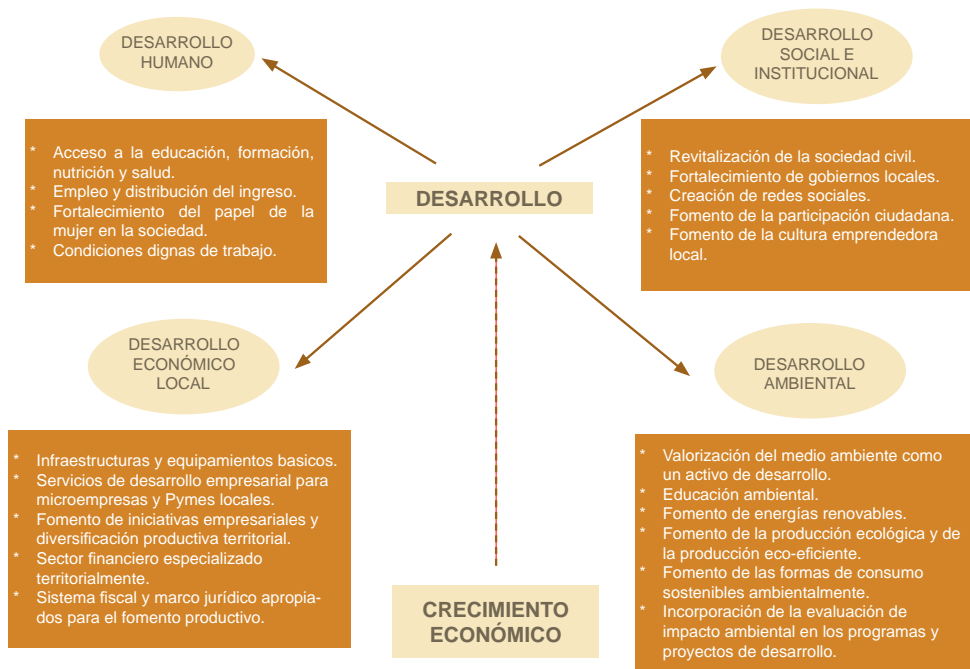 DESARROLLO
HUMANO
DESARROLLO
SOCIAL E
INSTITUCIONAL
* Acceso a la educación, formación,
nutrición y salud.
* Empleo y distribución del ingreso.
* Fortalecimiento del papel de la
mujer en la sociedad.
* Condiciones dignas de trabajo.
DESARROLLO
* Revitalización de la sociedad civil.
* Fortalecimiento de gobiernos locales.
* Creación de redes sociales.
* Fomento de la participación ciudadana.
* Fomento de la cultura emprendedora
local.
DESARROLLO
ECONÓMICO
LOCAL
DESARROLLO
AMBIENTAL
* Infraestructuras y equipamientos basicos.
* Servicios de desarrollo empresarial para
microempresas y Pymes locales.
* Fomento de iniciativas empresariales y
diversificación productiva territorial.
* Sector financiero especializado
territorialmente.
* Sistema fiscal y marco jurídico apropia-
dos para el fomento productivo.
CRECIMIENTO
ECONÓMICO
* Valorización del medio ambiente como
un activo de desarrollo.
* Educación ambiental.
* Fomento de energías renovables.
* Fomento de la producción ecológica y de
la producción eco-eficiente.
* Fomento de las formas de consumo
sostenibles ambientalmente.
* Incorporación de la evaluación de
impacto ambiental en los programas y
proyectos de desarrollo.